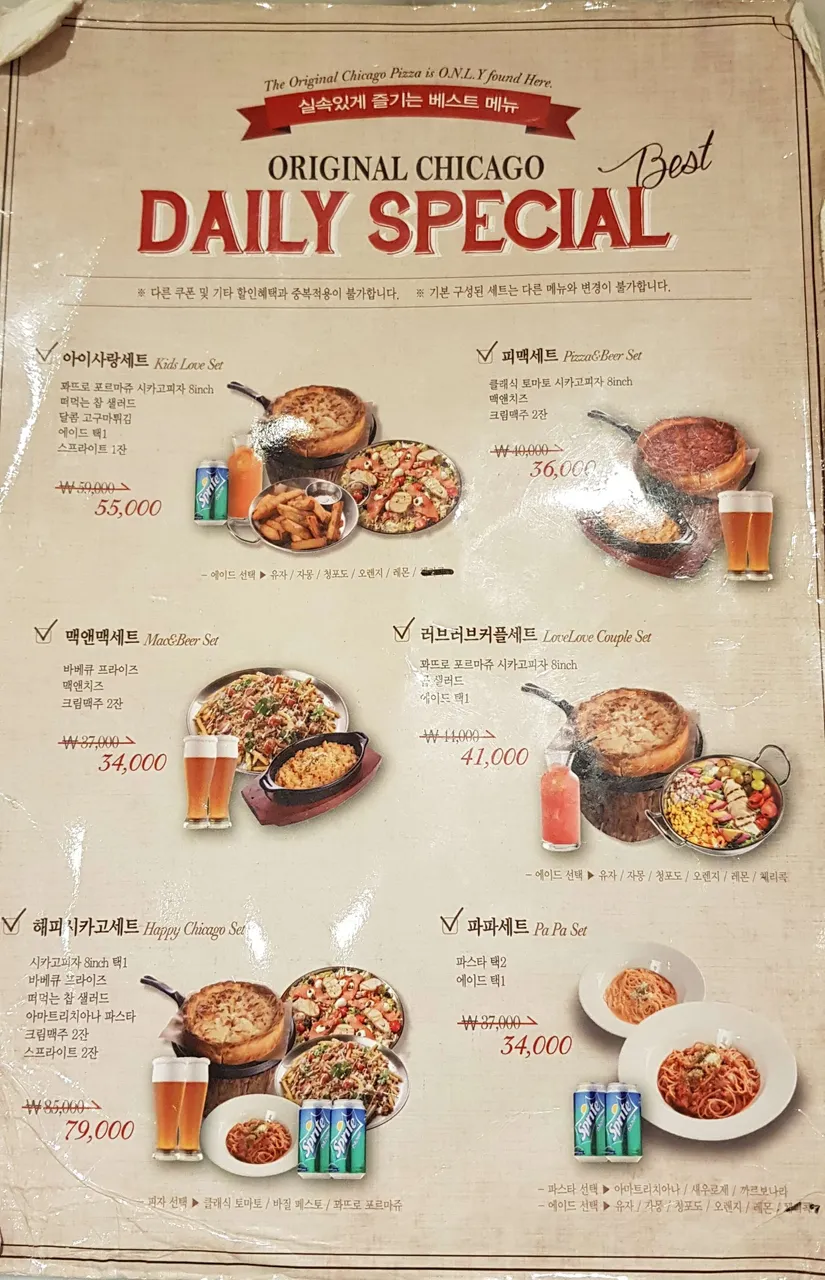 The Original Chicago Pizza is O.N.L.Y found Here.
실속있게 즐기는 베스트 메뉴
ORIGINAL CHICAGO
Best
DAILY SPECIAL
※ 다른 쿠폰 및 기타 할인혜택과 중복적용이 불가합니다. ※ 기본 구성된 세트는 다른 메뉴와 변경이 불가합니다.
아이사랑세트 Kids Love Set
꽈뜨로 포르마쥬 시카고피자 8inch
떠먹는 참 샐러드
달콤 고구마튀김
에이드 택1
스프라이트 1잔
₩ 59,000
55,000
Sprite
- 에이드 선택 ▶ 유자 / 자몽 / 청포도 / 오렌지 / 레몬 /
피맥세트 Pizza&Beer Set
클래식 토마토 시카고피자 8inch
맥앤치즈
크림맥주 2잔
₩ 40,000
36,000
맥앤맥세트 Mac&Beer Set
바베큐 프라이즈
맥앤치즈
크림맥주 2잔
₩ 37,000
34,000
러브러브커플세트 LoveLove Couple Set
꽈뜨로 포르마쥬 시카고피자 8inch
샐러드
에이드 택1
₩ 44,000
41,000
- 에이드 선택 ▶ 유자 / 자몽 / 청포도 / 오렌지 / 레몬 / 체리콕
해피시카고세트 Happy Chicago Set
시카고피자 8inch 택1
바베큐 프라이즈
떠먹는 참 샐러드
아마트리치아나 파스타
크림맥주 2잔
스프라이트 2잔
₩ 85,000
79,000
Sprite Sprite
- 피자 선택 ▶ 클래식 토마토 / 바질 페스토 / 꽈뜨로 포르마쥬
파파세트 Pa Pa Set
파스타 택2
에이드 택1
₩ 37,000
34,000
Sprite Sprite
- 파스타 선택 ▶ 아마트리치아나 / 새우로제 / 까르보나라
- 에이드 선택 ▶ 유자 / 자몽 / 청포도 / 오렌지 / 레몬 /